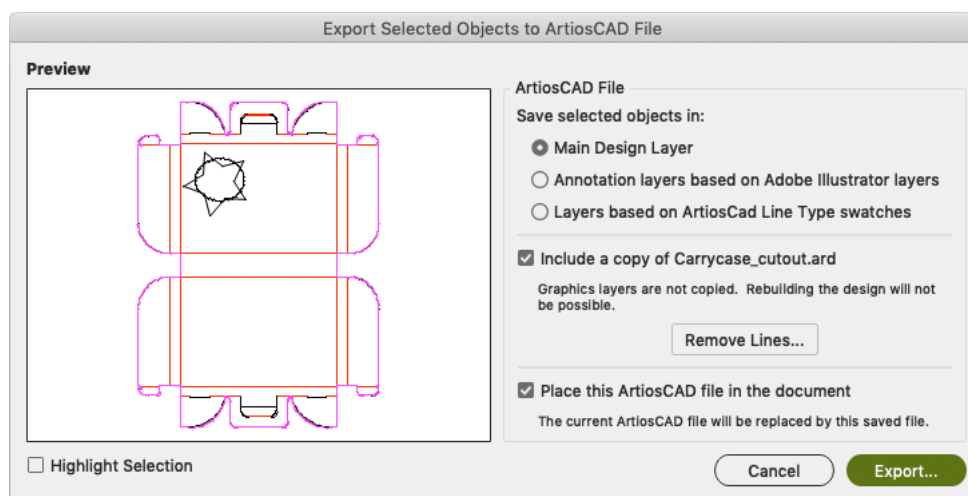 Export Selected Objects to ArtiosCAD File
Preview
ArtiosCAD File
Save selected objects in:
Main Design Layer
Annotation layers based on Adobe Illustrator layers
Layers based on ArtiosCad Line Type swatches
Include a copy of Carrycase_cutout.ard
Graphics layers are not copied. Rebuilding the design will not
be possible.
Remove Lines...
Place this ArtiosCAD file in the document
The current ArtiosCAD file will be replaced by this saved file.
Highlight Selection
Cancel
Export...